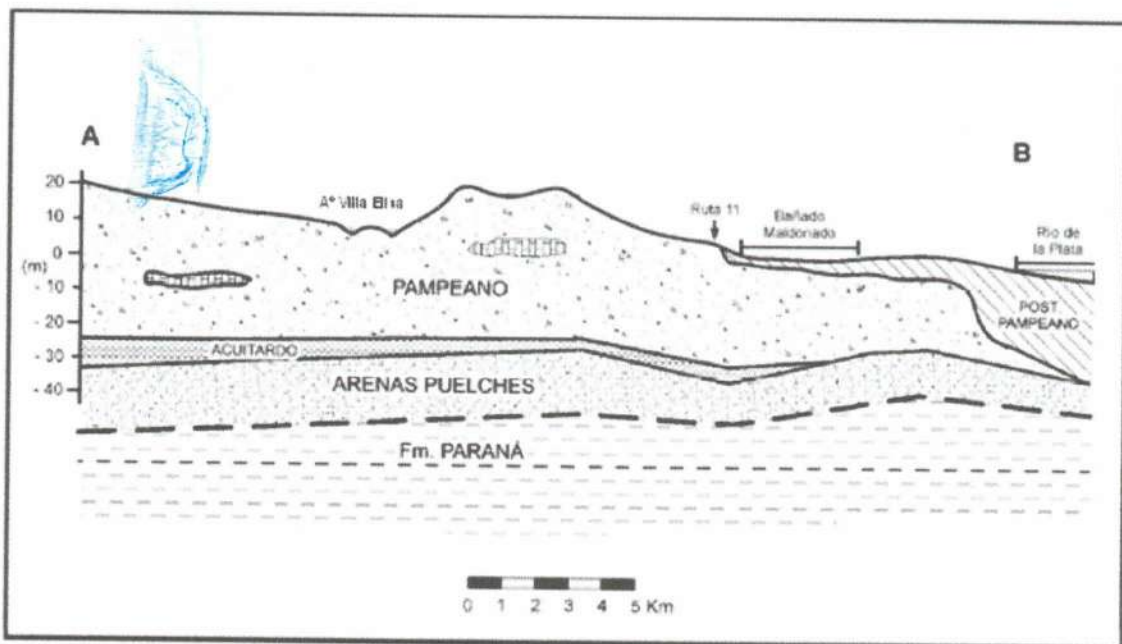 A
B
20
10
0
(m)
- 10
- 20
- 30
- 40
Aº Villa Elisa
Ruta 11
Bañado
Maldonado
Río de
la Plata
PAMPEANO
POST
PAMPEANO
ACUITARDO
ARENAS PUELCHES
Fm. PARANÁ
0 1 2 3 4 5 Km